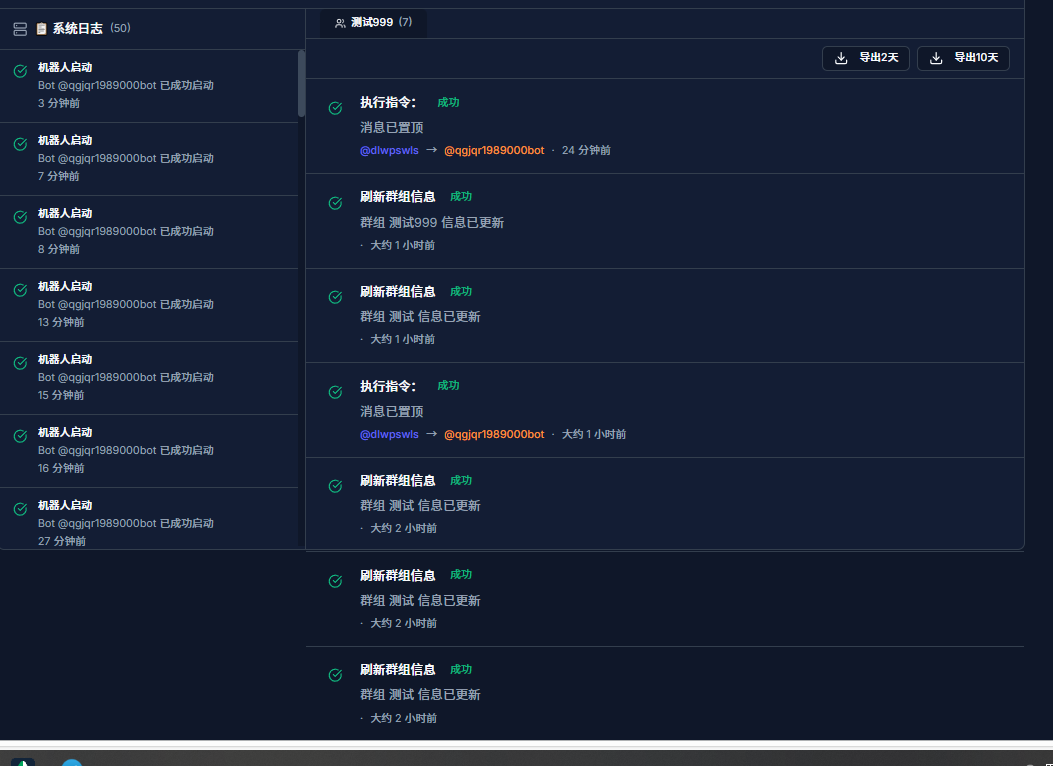 系统日志 (50)
机器人启动
Bot @qgjqr1989000bot 已成功启动
3 分钟前
机器人启动
Bot @qgjqr1989000bot 已成功启动
7 分钟前
机器人启动
Bot @qgjqr1989000bot 已成功启动
8 分钟前
机器人启动
Bot @qgjqr1989000bot 已成功启动
13 分钟前
机器人启动
Bot @qgjqr1989000bot 已成功启动
15 分钟前
机器人启动
Bot @qgjqr1989000bot 已成功启动
16 分钟前
机器人启动
Bot @qgjqr1989000bot 已成功启动
27 分钟前
测试999 (7)
导出2天 导出10天
执行指令： 成功
消息已置顶
@dlwpswls → @qgjqr1989000bot · 24 分钟前
刷新群组信息 成功
群组 测试999 信息已更新
· 大约 1 小时前
刷新群组信息 成功
群组 测试 信息已更新
· 大约 1 小时前
执行指令： 成功
消息已置顶
@dlwpswls → @qgjqr1989000bot · 大约 1 小时前
刷新群组信息 成功
群组 测试 信息已更新
· 大约 2 小时前
刷新群组信息 成功
群组 测试 信息已更新
· 大约 2 小时前
刷新群组信息 成功
群组 测试 信息已更新
· 大约 2 小时前